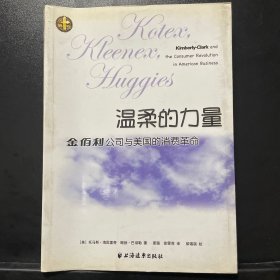 Kotex,
Kleenex,
Huggies
Kimberly-Clark and
the Consumer Revolution
in American Business
温柔的力量
金佰利公司与美国的消费革命
上海远东出版社